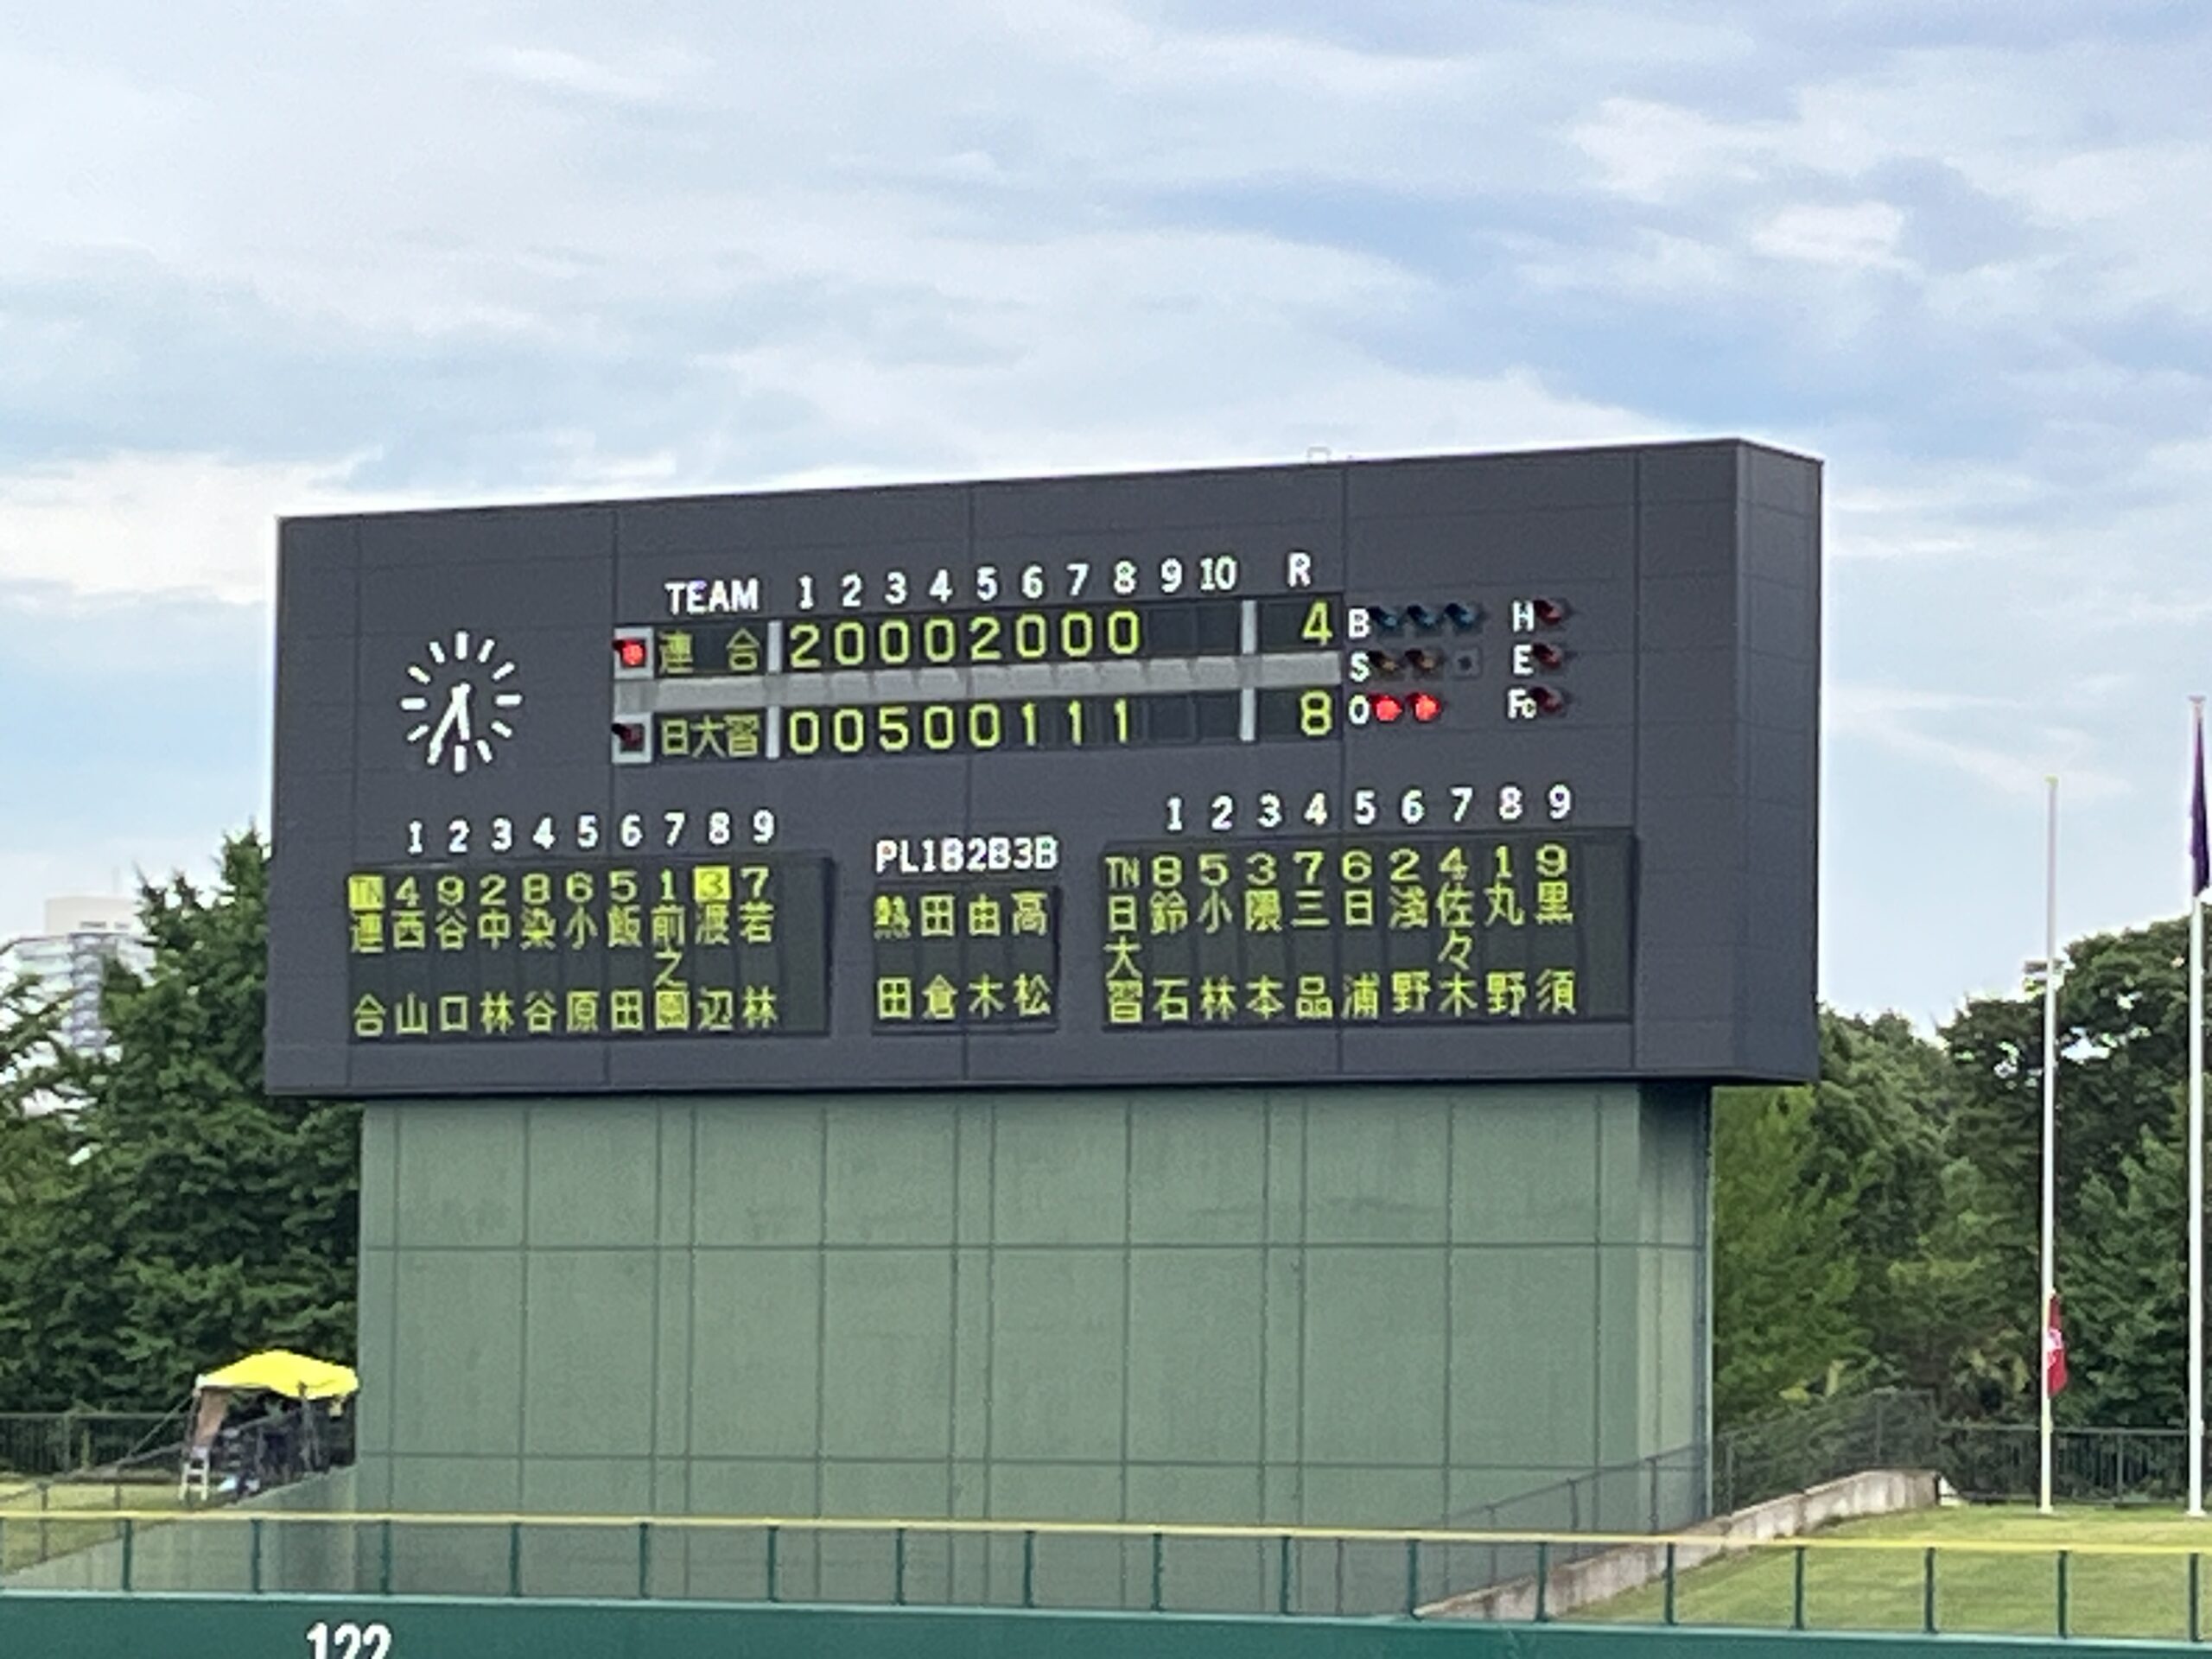 TEAM 1 2 3 4 5 6 7 8 9 10 R
連合 2 0 0 0 2 0 0 0 4 B H
S E
日大習 0 0 5 0 0 1 1 1 8 O Fc
1 2 3 4 5 6 7 8 9
TN 4 9 2 8 6 5 1 3 7
連合
西山
谷口
中林
染谷
小原
飯田
前之園
渡辺
若林
PL 1B 2B 3B
熱田
田倉
由木
高松
1 2 3 4 5 6 7 8 9
TN 8 5 3 7 6 2 4 1 9
日大習
鈴石
小林
隈本
三品
日浦
淺野
佐々木
丸野
黒須
122